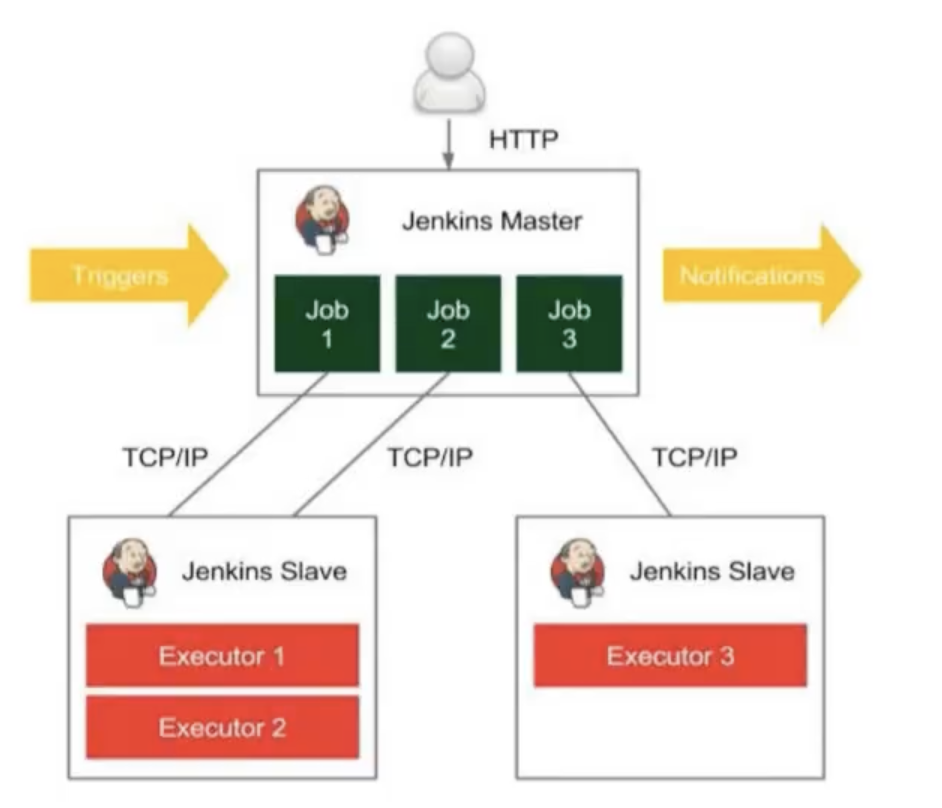 HTTP
Jenkins Master
Triggers
Notifications
Job
1
Job
2
Job
3
TCP/IP
TCP/IP
TCP/IP
Jenkins Slave
Executor 1
Executor 2
Jenkins Slave
Executor 3